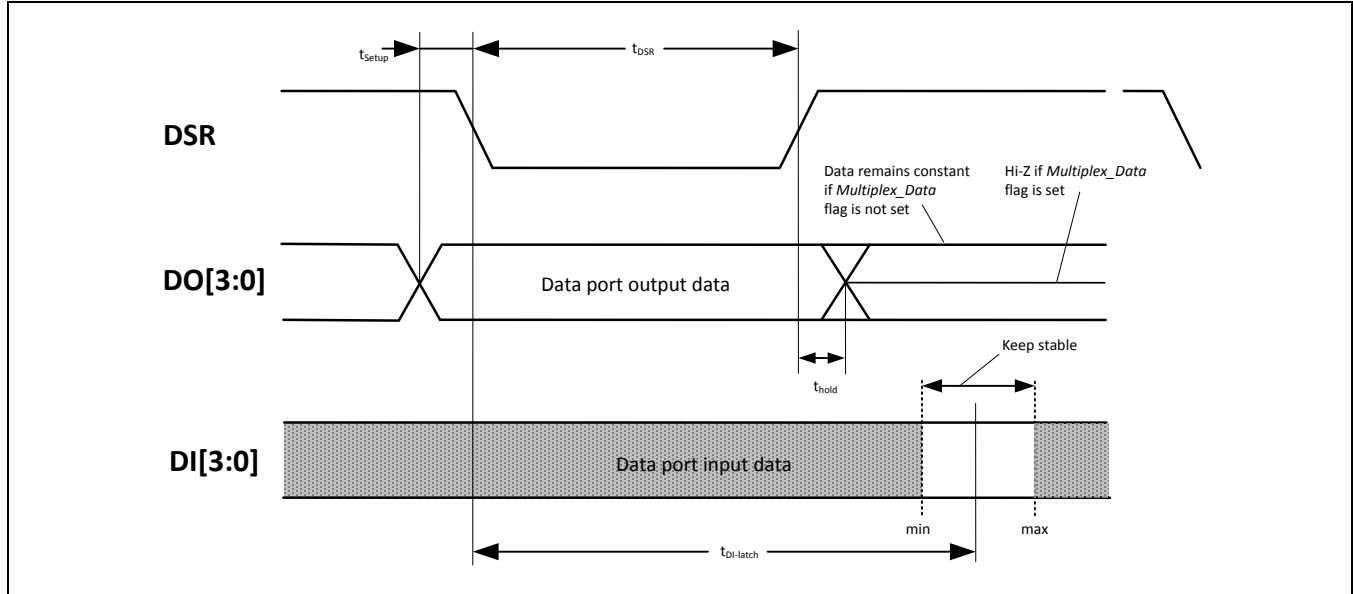 tSetup
tDSR
DSR
Data remains constant
if Multiplex_Data
flag is not set
Hi-Z if Multiplex_Data
flag is set
DO[3:0]
Data port output data
Keep stable
thold
DI[3:0]
Data port input data
min
max
tDI-latch